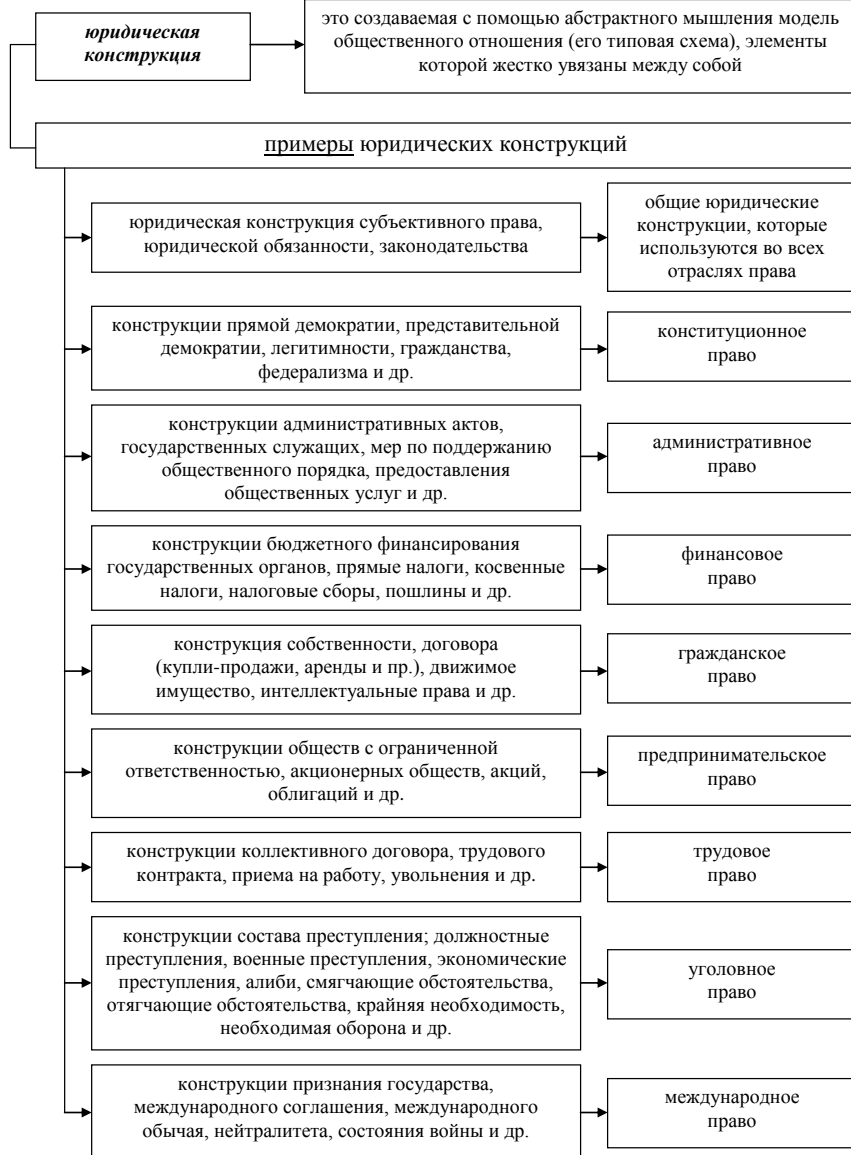 юридическая
конструкция
это создаваемая с помощью абстрактного мышления модель
общественного отношения (его типовая схема), элементы
которой жестко увязаны между собой
примеры юридических конструкций
юридическая конструкция субъективного права,
юридической обязанности, законодательства
общие юридические
конструкции, которые
используются во всех
отраслях права
конструкции прямой демократии, представительной
демократии, легитимности, гражданства,
федерализма и др.
конституционное
право
конструкции административных актов,
государственных служащих, мер по поддержанию
общественного порядка, предоставления
общественных услуг и др.
административное
право
конструкции бюджетного финансирования
государственных органов, прямые налоги, косвенные
налоги, налоговые сборы, пошлины и др.
финансовое
право
конструкция собственности, договора
(купли-продажи, аренды и пр.), движимое
имущество, интеллектуальные права и др.
гражданское
право
конструкции обществ с ограниченной
ответственностью, акционерных обществ, акций,
облигаций и др.
предпринимательское
право
конструкции коллективного договора, трудового
контракта, приема на работу, увольнения и др.
трудовое
право
конструкции состава преступления; должностные
преступления, военные преступления, экономические
преступления, алиби, смягчающие обстоятельства,
отягчающие обстоятельства, крайняя необходимость,
необходимая оборона и др.
уголовное
право
конструкции признания государства,
международного соглашения, международного
обычая, нейтралитета, состояния войны и др.
международное
право